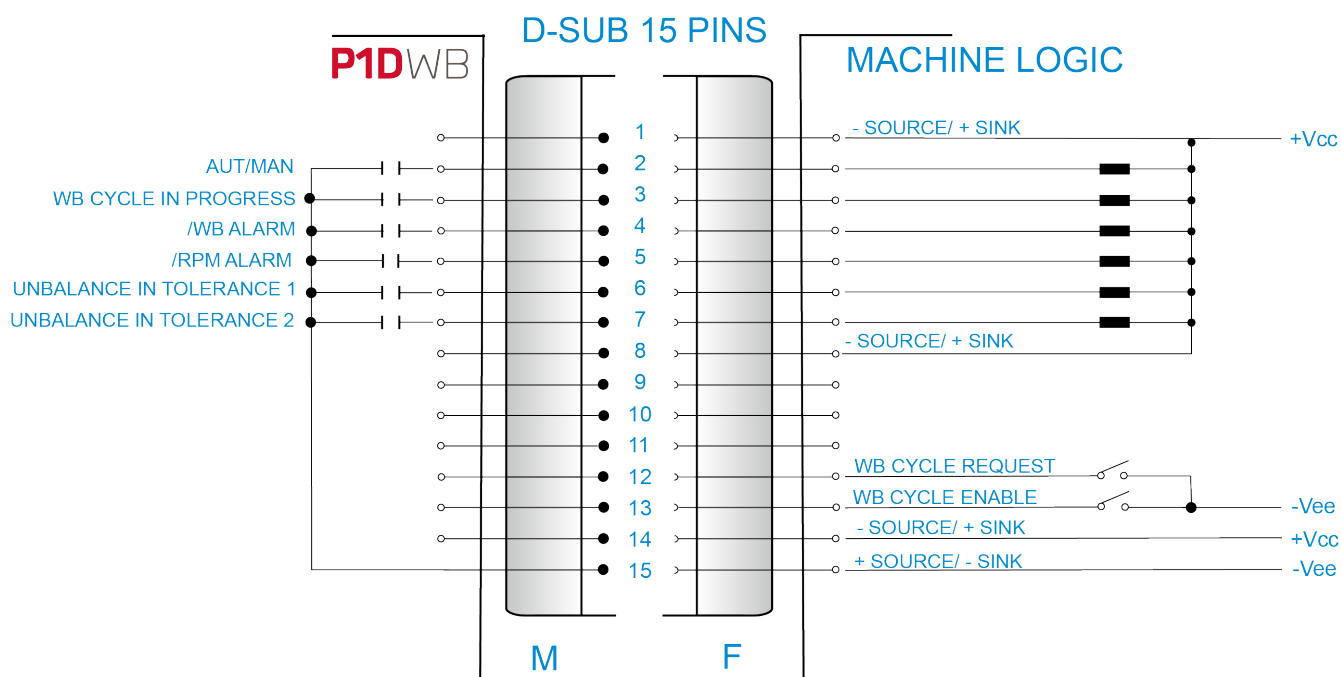 D-SUB 15 PINS
P1DWB
MACHINE LOGIC
1
- SOURCE/ + SINK
+Vcc
AUT/MAN
2
WB CYCLE IN PROGRESS
3
/WB ALARM
4
/RPM ALARM
5
UNBALANCE IN TOLERANCE 1
6
UNBALANCE IN TOLERANCE 2
7
8
- SOURCE/ + SINK
9
10
11
12
WB CYCLE REQUEST
13
WB CYCLE ENABLE
-Vee
14
- SOURCE/ + SINK
+Vcc
15
+ SOURCE/ - SINK
-Vee
M
F